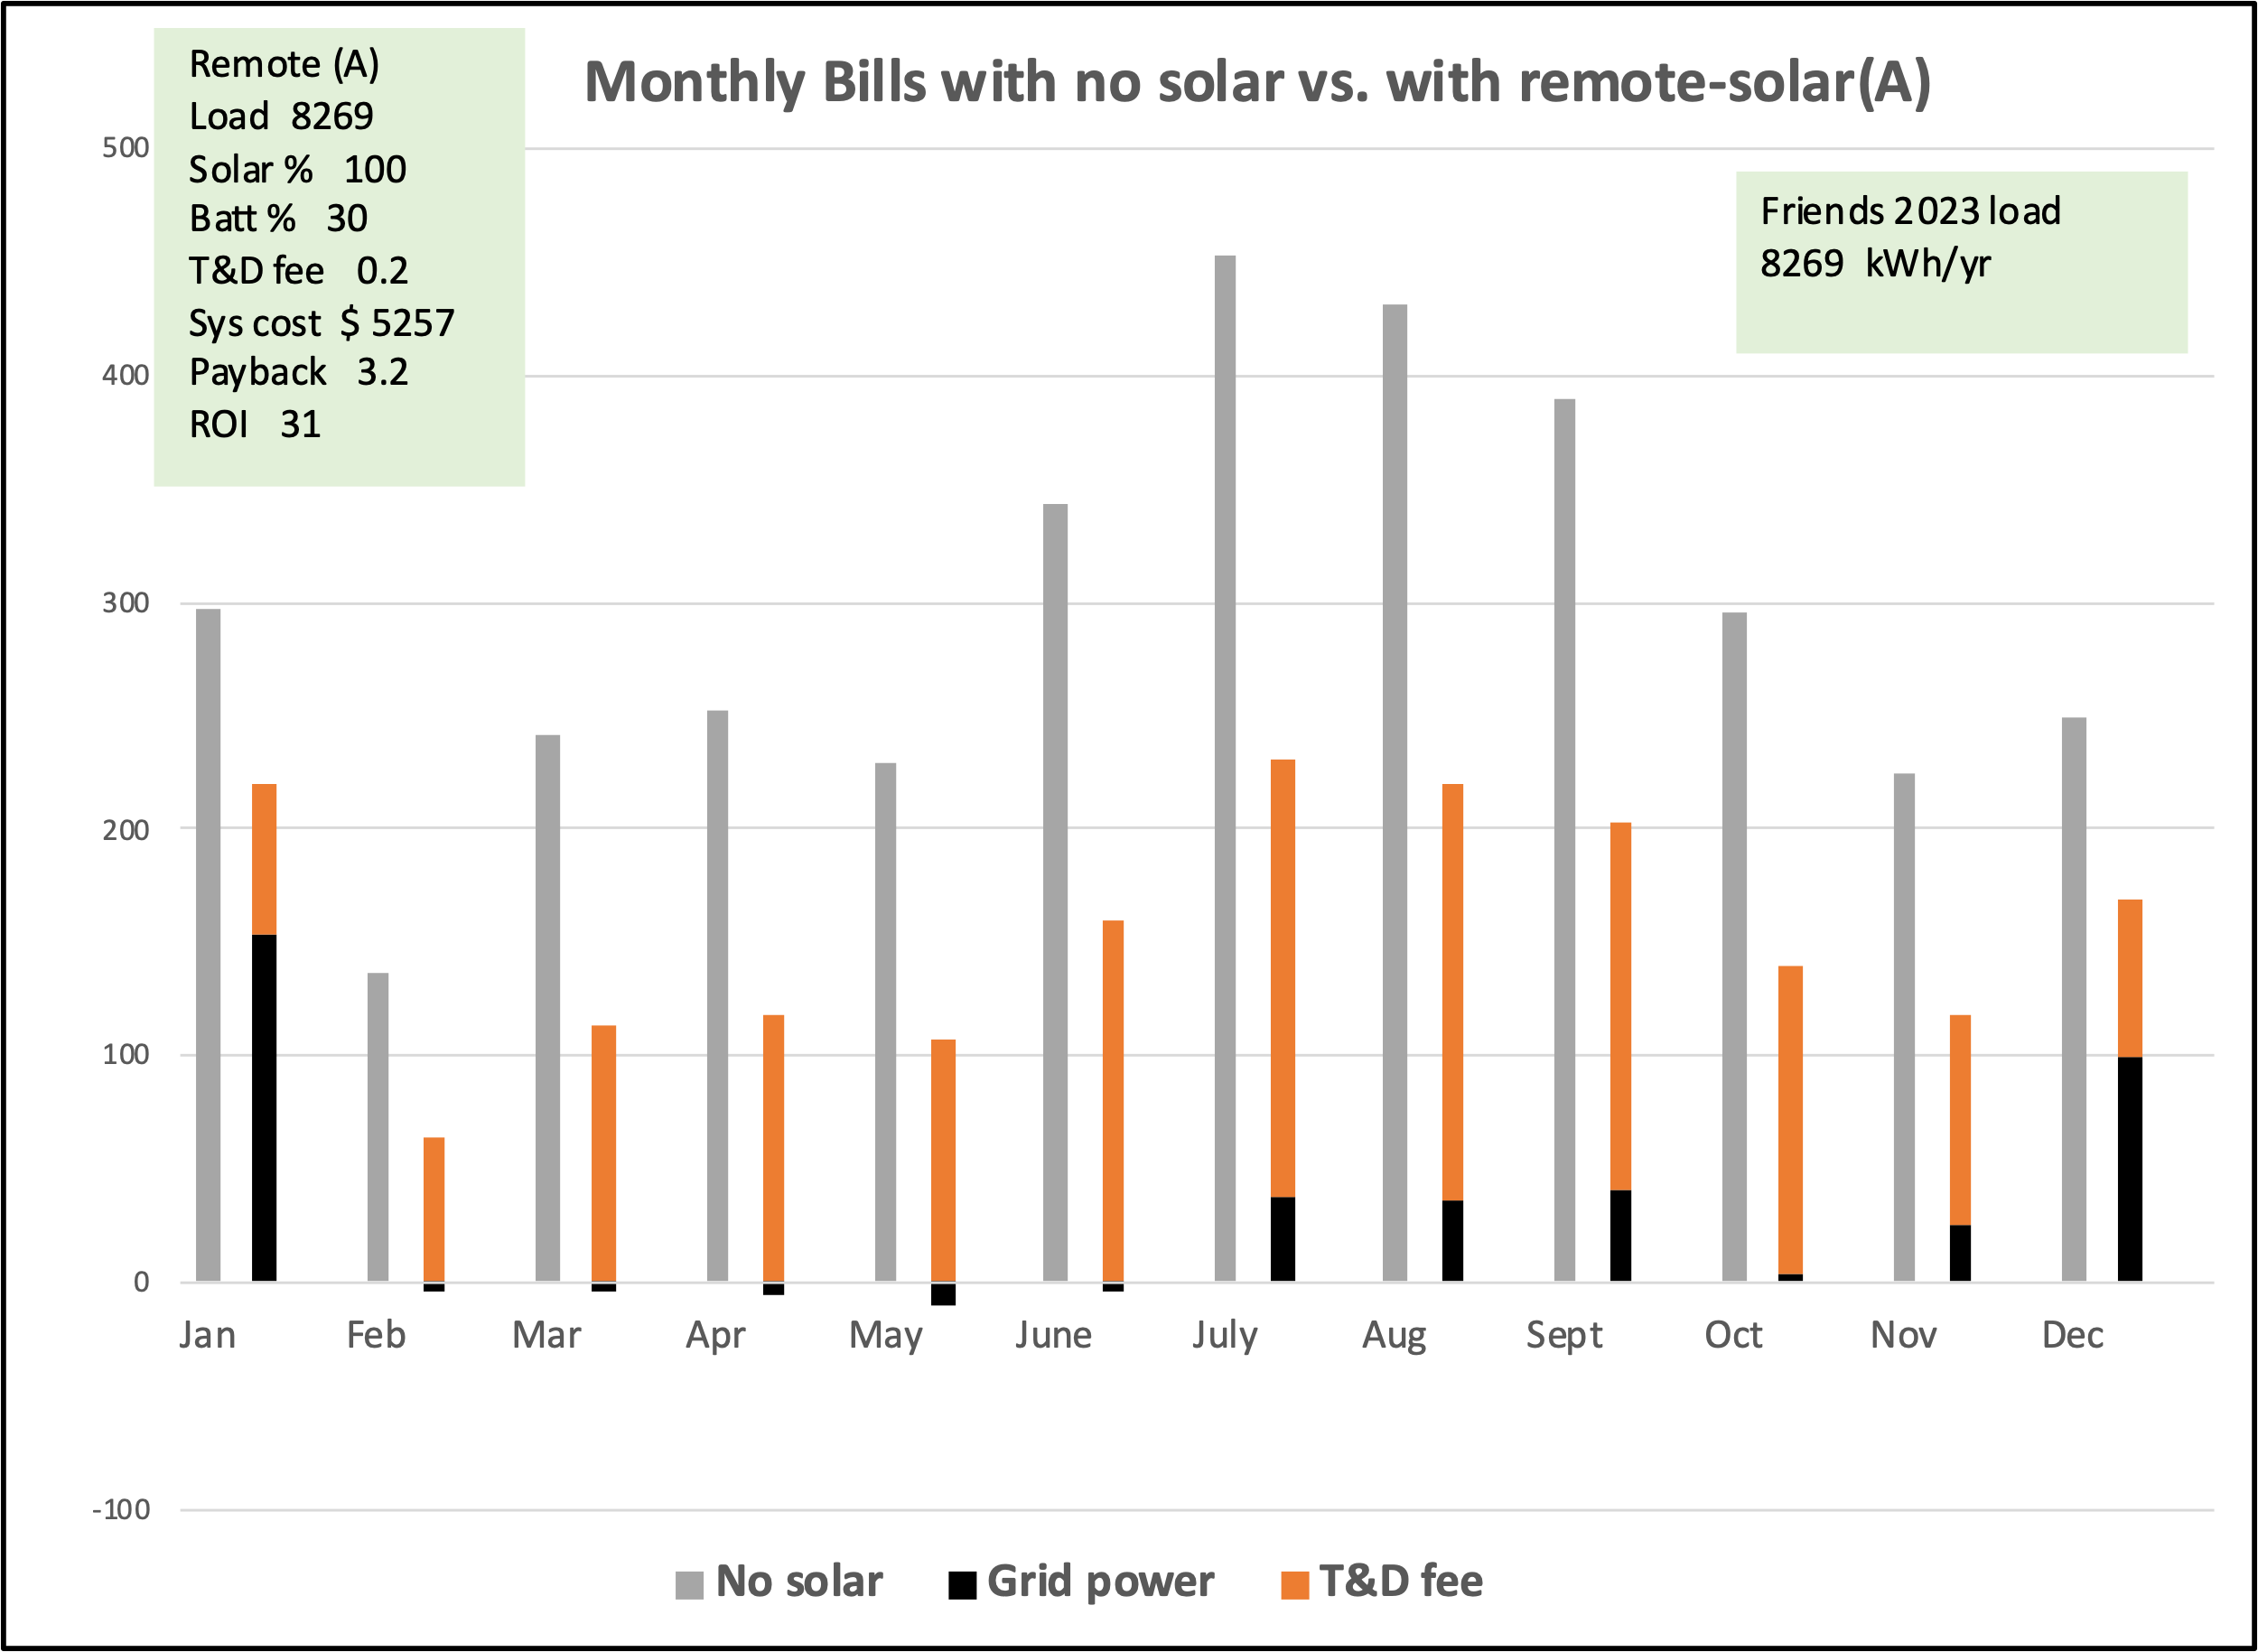 Monthly Bills with no solar vs. with remote-solar(A)
Remote (A)
Load 8269
Solar % 100
Batt % 30
T&D fee 0.2
Sys cost $ 5257
Payback 3.2
ROI 31
Friends 2023 load
8269 kWh/yr
500
400
300
200
100
0
-100
Jan Feb Mar Apr May June July Aug Sept Oct Nov Dec
No solar Grid power T&D fee